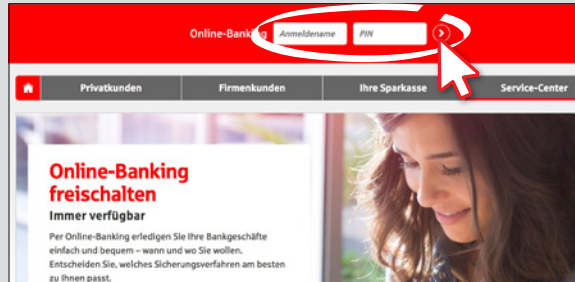 Online-Banking Anmeldename PIN
Privatkunden Firmenkunden Ihre Sparkasse Service-Center
Online-Banking
freischalten
Immer verfügbar
Per Online-Banking erledigen Sie Ihre Bankgeschäfte
einfach und bequem – wann und wo Sie wollen.
Entscheiden Sie, welches Sicherungsverfahren am besten
zu Ihnen passt.